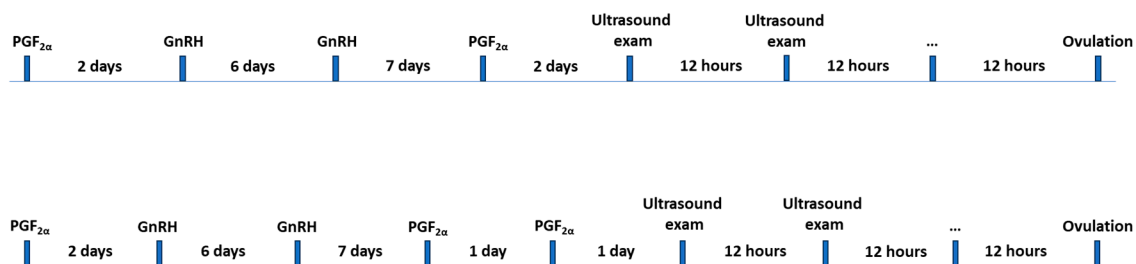 PGF2α GnRH GnRH PGF2α Ultrasound exam Ultrasound exam ... Ovulation
2 days 6 days 7 days 2 days 12 hours 12 hours 12 hours
PGF2α GnRH GnRH PGF2α PGF2α Ultrasound exam Ultrasound exam ... Ovulation
2 days 6 days 7 days 1 day 1 day 12 hours 12 hours 12 hours